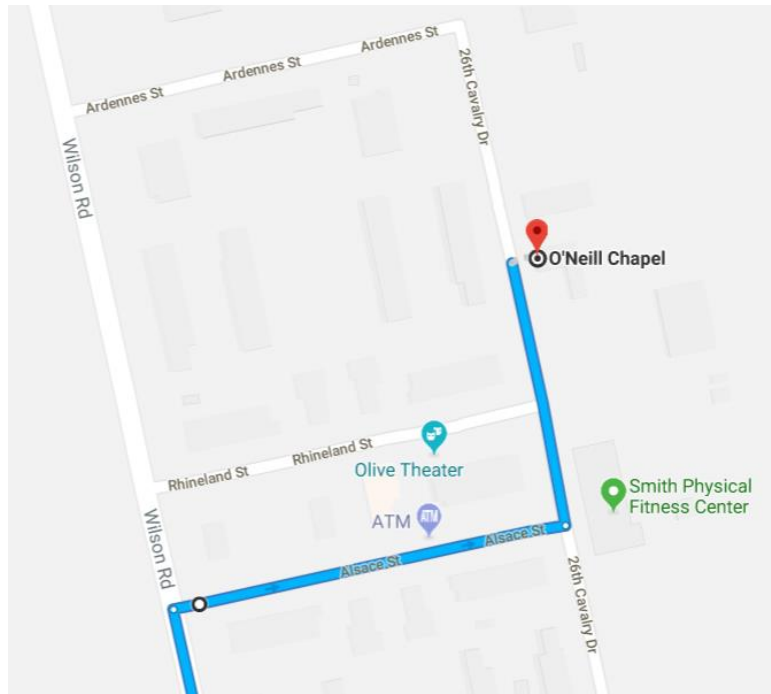 Ardennes St
Ardennes St
Ardennes St
26th Cavalry Dr
Wilson Rd
O'Neill Chapel
Rhineland St
Rhineland St
Olive Theater
Smith Physical
Fitness Center
ATM
ATM
Wilson Rd
Alsace St
Alsace St
26th Cavalry Dr